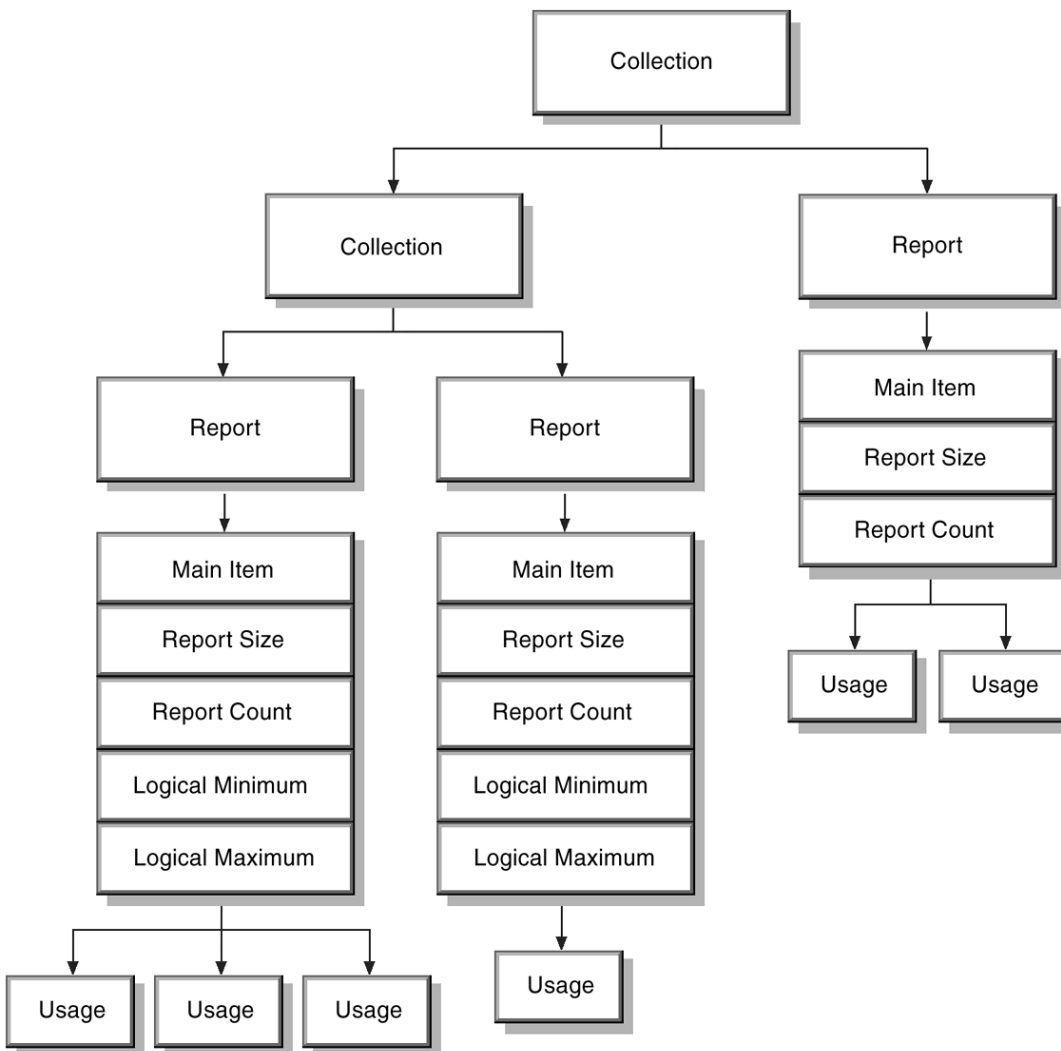 Collection
Collection
Report
Report
Report
Main Item
Report Size
Report Count
Main Item
Report Size
Report Count
Logical Minimum
Logical Maximum
Main Item
Report Size
Report Count
Logical Minimum
Logical Maximum
Usage
Usage
Usage
Usage
Usage
Usage